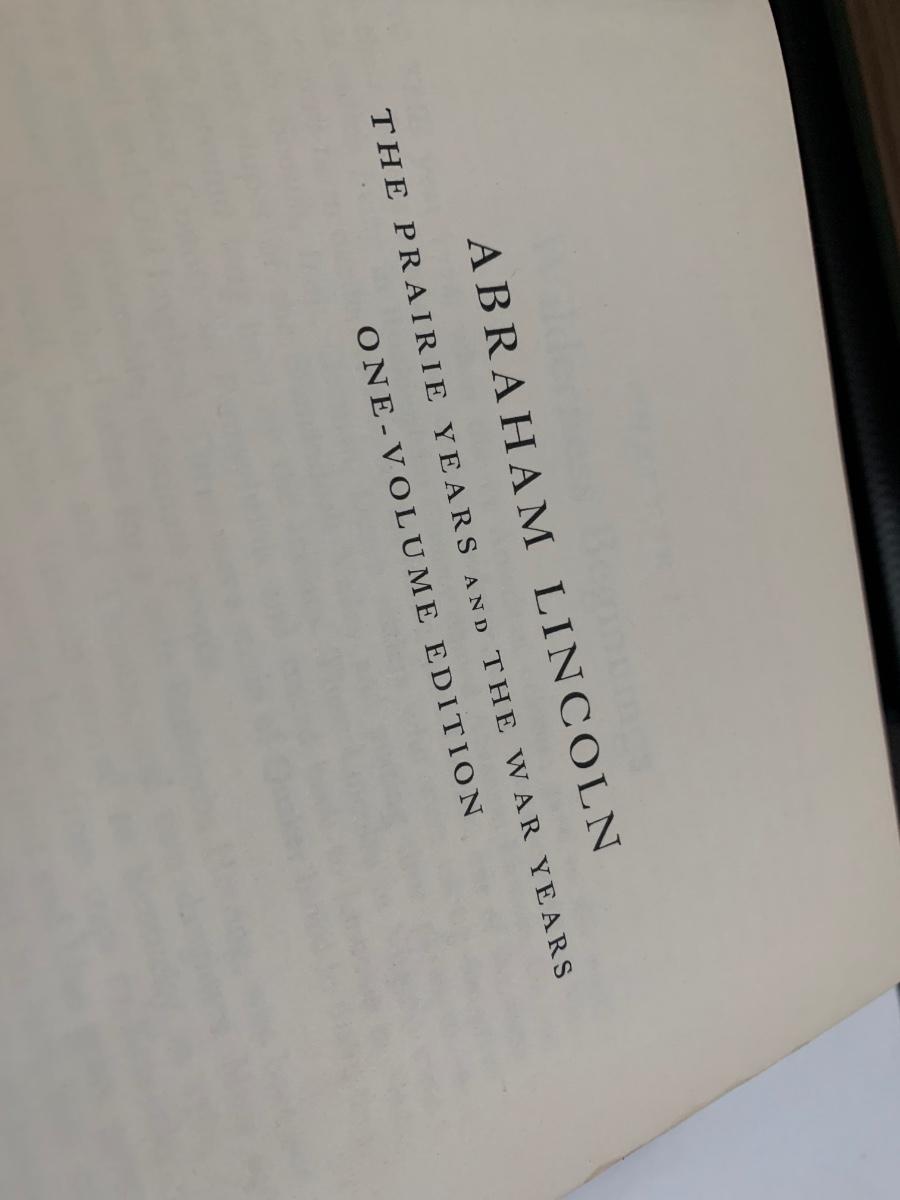 ABRAHAM LINCOLN
THE PRAIRIE YEARS AND THE WAR YEARS
ONE-VOLUME EDITION